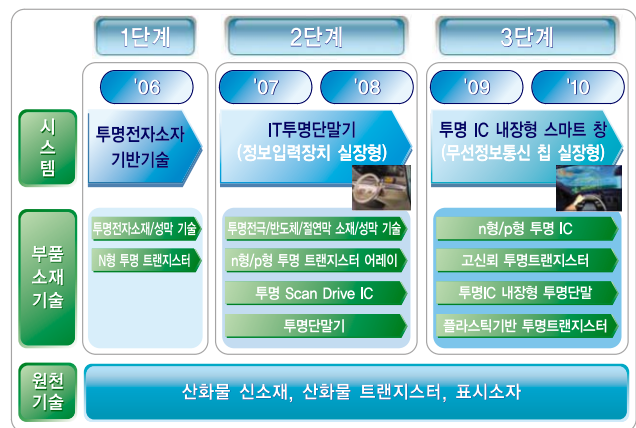 1단계
2단계
3단계
'06
'07
'08
'09
'10
시
스
템
투명전자소자
기반기술
IT투명단말기
(정보입력장치 실장형)
투명 IC 내장형 스마트 창
(무선정보통신 칩 실장형)
부품
소재
기술
투명전자소재/성막 기술
N형 투명 트랜지스터
투명전극/반도체/절연막 소재/성막 기술
n형/p형 투명 트랜지스터 어레이
투명 Scan Drive IC
투명단말기
n형/p형 투명 IC
고신뢰 투명트랜지스터
투명IC 내장형 투명단말
플라스틱기반 투명트랜지스터
원천
기술
산화물 신소재, 산화물 트랜지스터, 표시소자